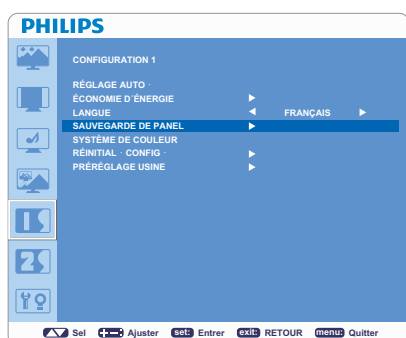 PHILIPS
CONFIGURATION 1
RÉGLAGE AUTO ·
ÉCONOMIE D´ÉNERGIE
LANGUE FRANÇAIS
SAUVEGARDE DE PANEL
SYSTÈME DE COULEUR
RÉINITIAL · CONFIG ·
PRÉRÉGLAGE USINE
Sel Ajuster set: Entrer exit: RETOUR menu: Quitter